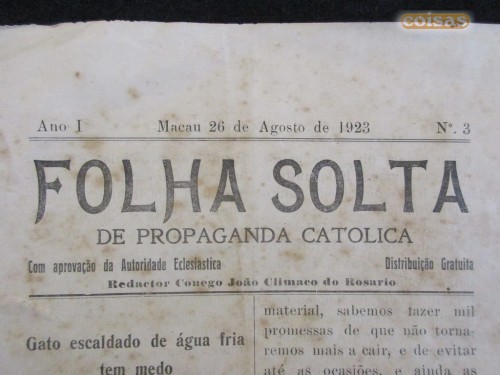 coisas
Ano I Macau 26 de Agosto de 1923 Nº. 3
FOLHA SOLTA
DE PROPAGANDA CATOLICA
Com aprovação da Autoridade Eclesiastica Distribuição Gratuita
Redactor Conego João Climaco do Rosario
Gato escaldado de água fria
tem medo
material, sabemos fazer mil
promessas de que não torna-
remos mais a cair, e de evitar
até as ocasiões, e ainda as